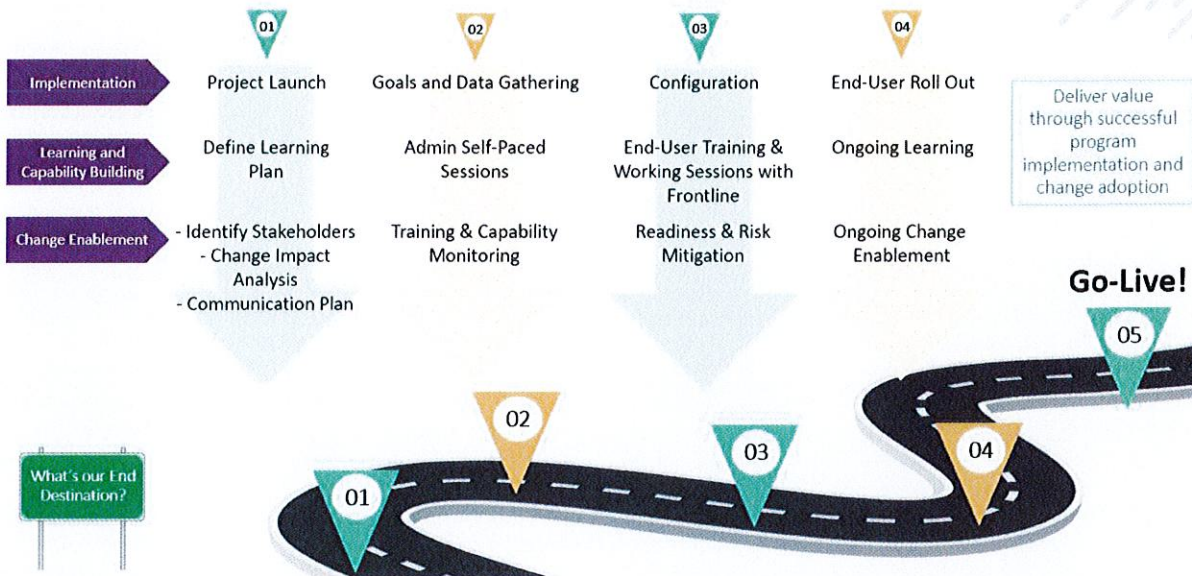 01
02
03
04
Implementation
Project Launch
Goals and Data Gathering
Configuration
End-User Roll Out
Learning and
Capability Building
Define Learning
Plan
Admin Self-Paced
Sessions
End-User Training &
Working Sessions with
Frontline
Ongoing Learning
Change Enablement
- Identify Stakeholders
- Change Impact
Analysis
- Communication Plan
Training & Capability
Monitoring
Readiness & Risk
Mitigation
Ongoing Change
Enablement
Deliver value
through successful
program
implementation and
change adoption
Go-Live!
05
02
03
04
01
What's our End
Destination?